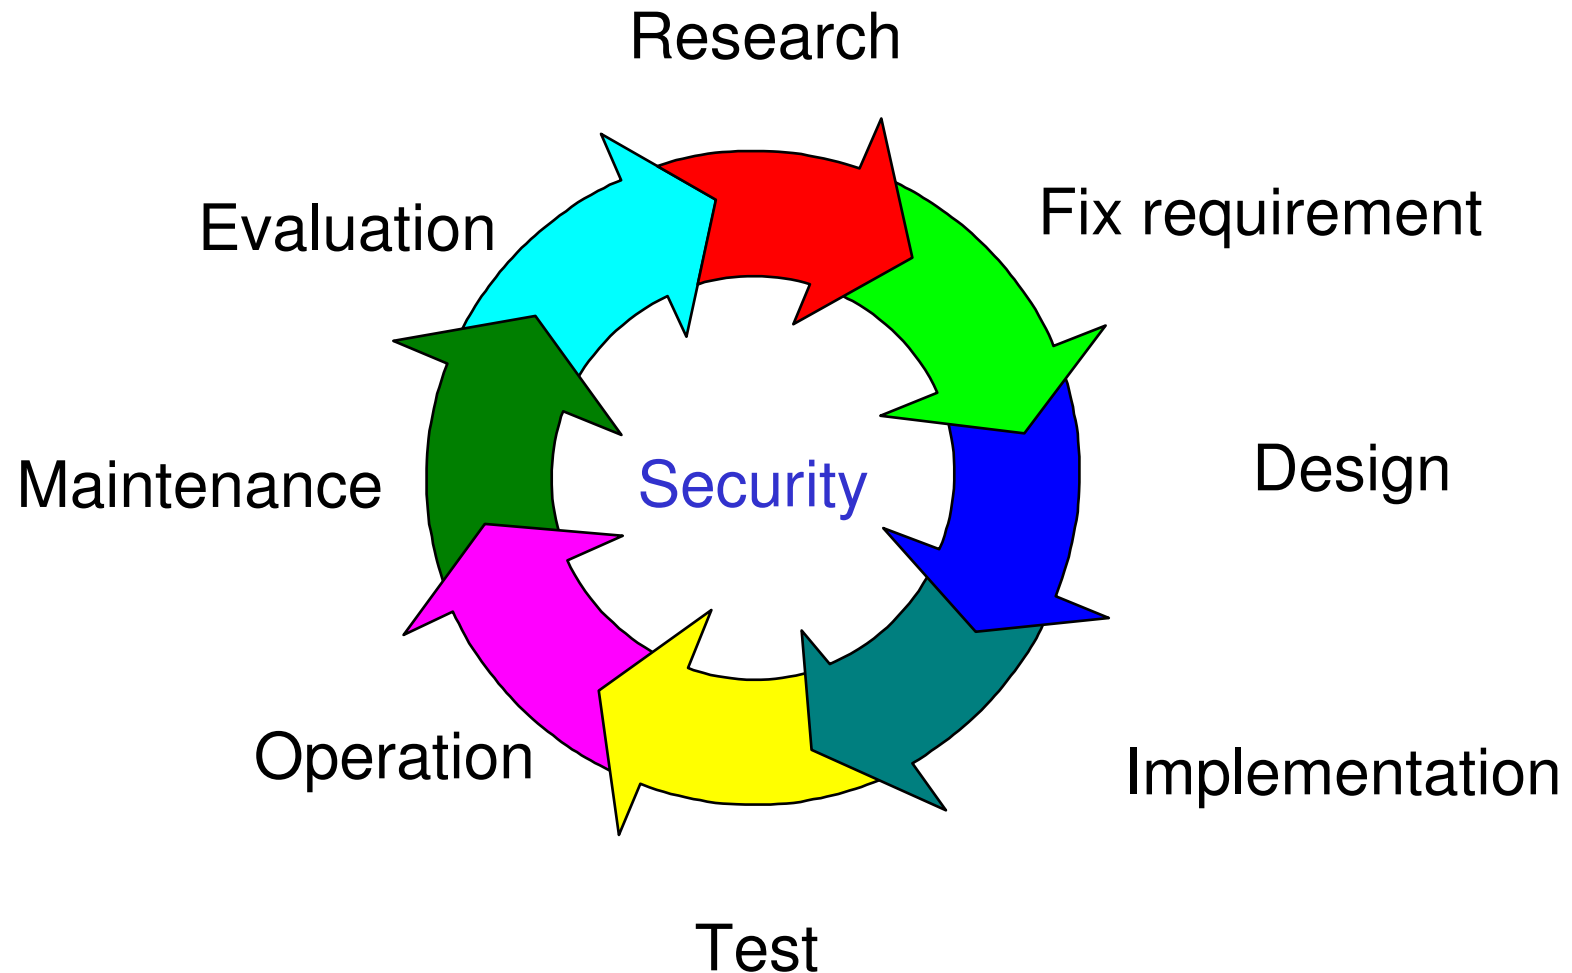 Research
Fix requirement
Evaluation
Design
Security
Maintenance
Implementation
Operation
Test